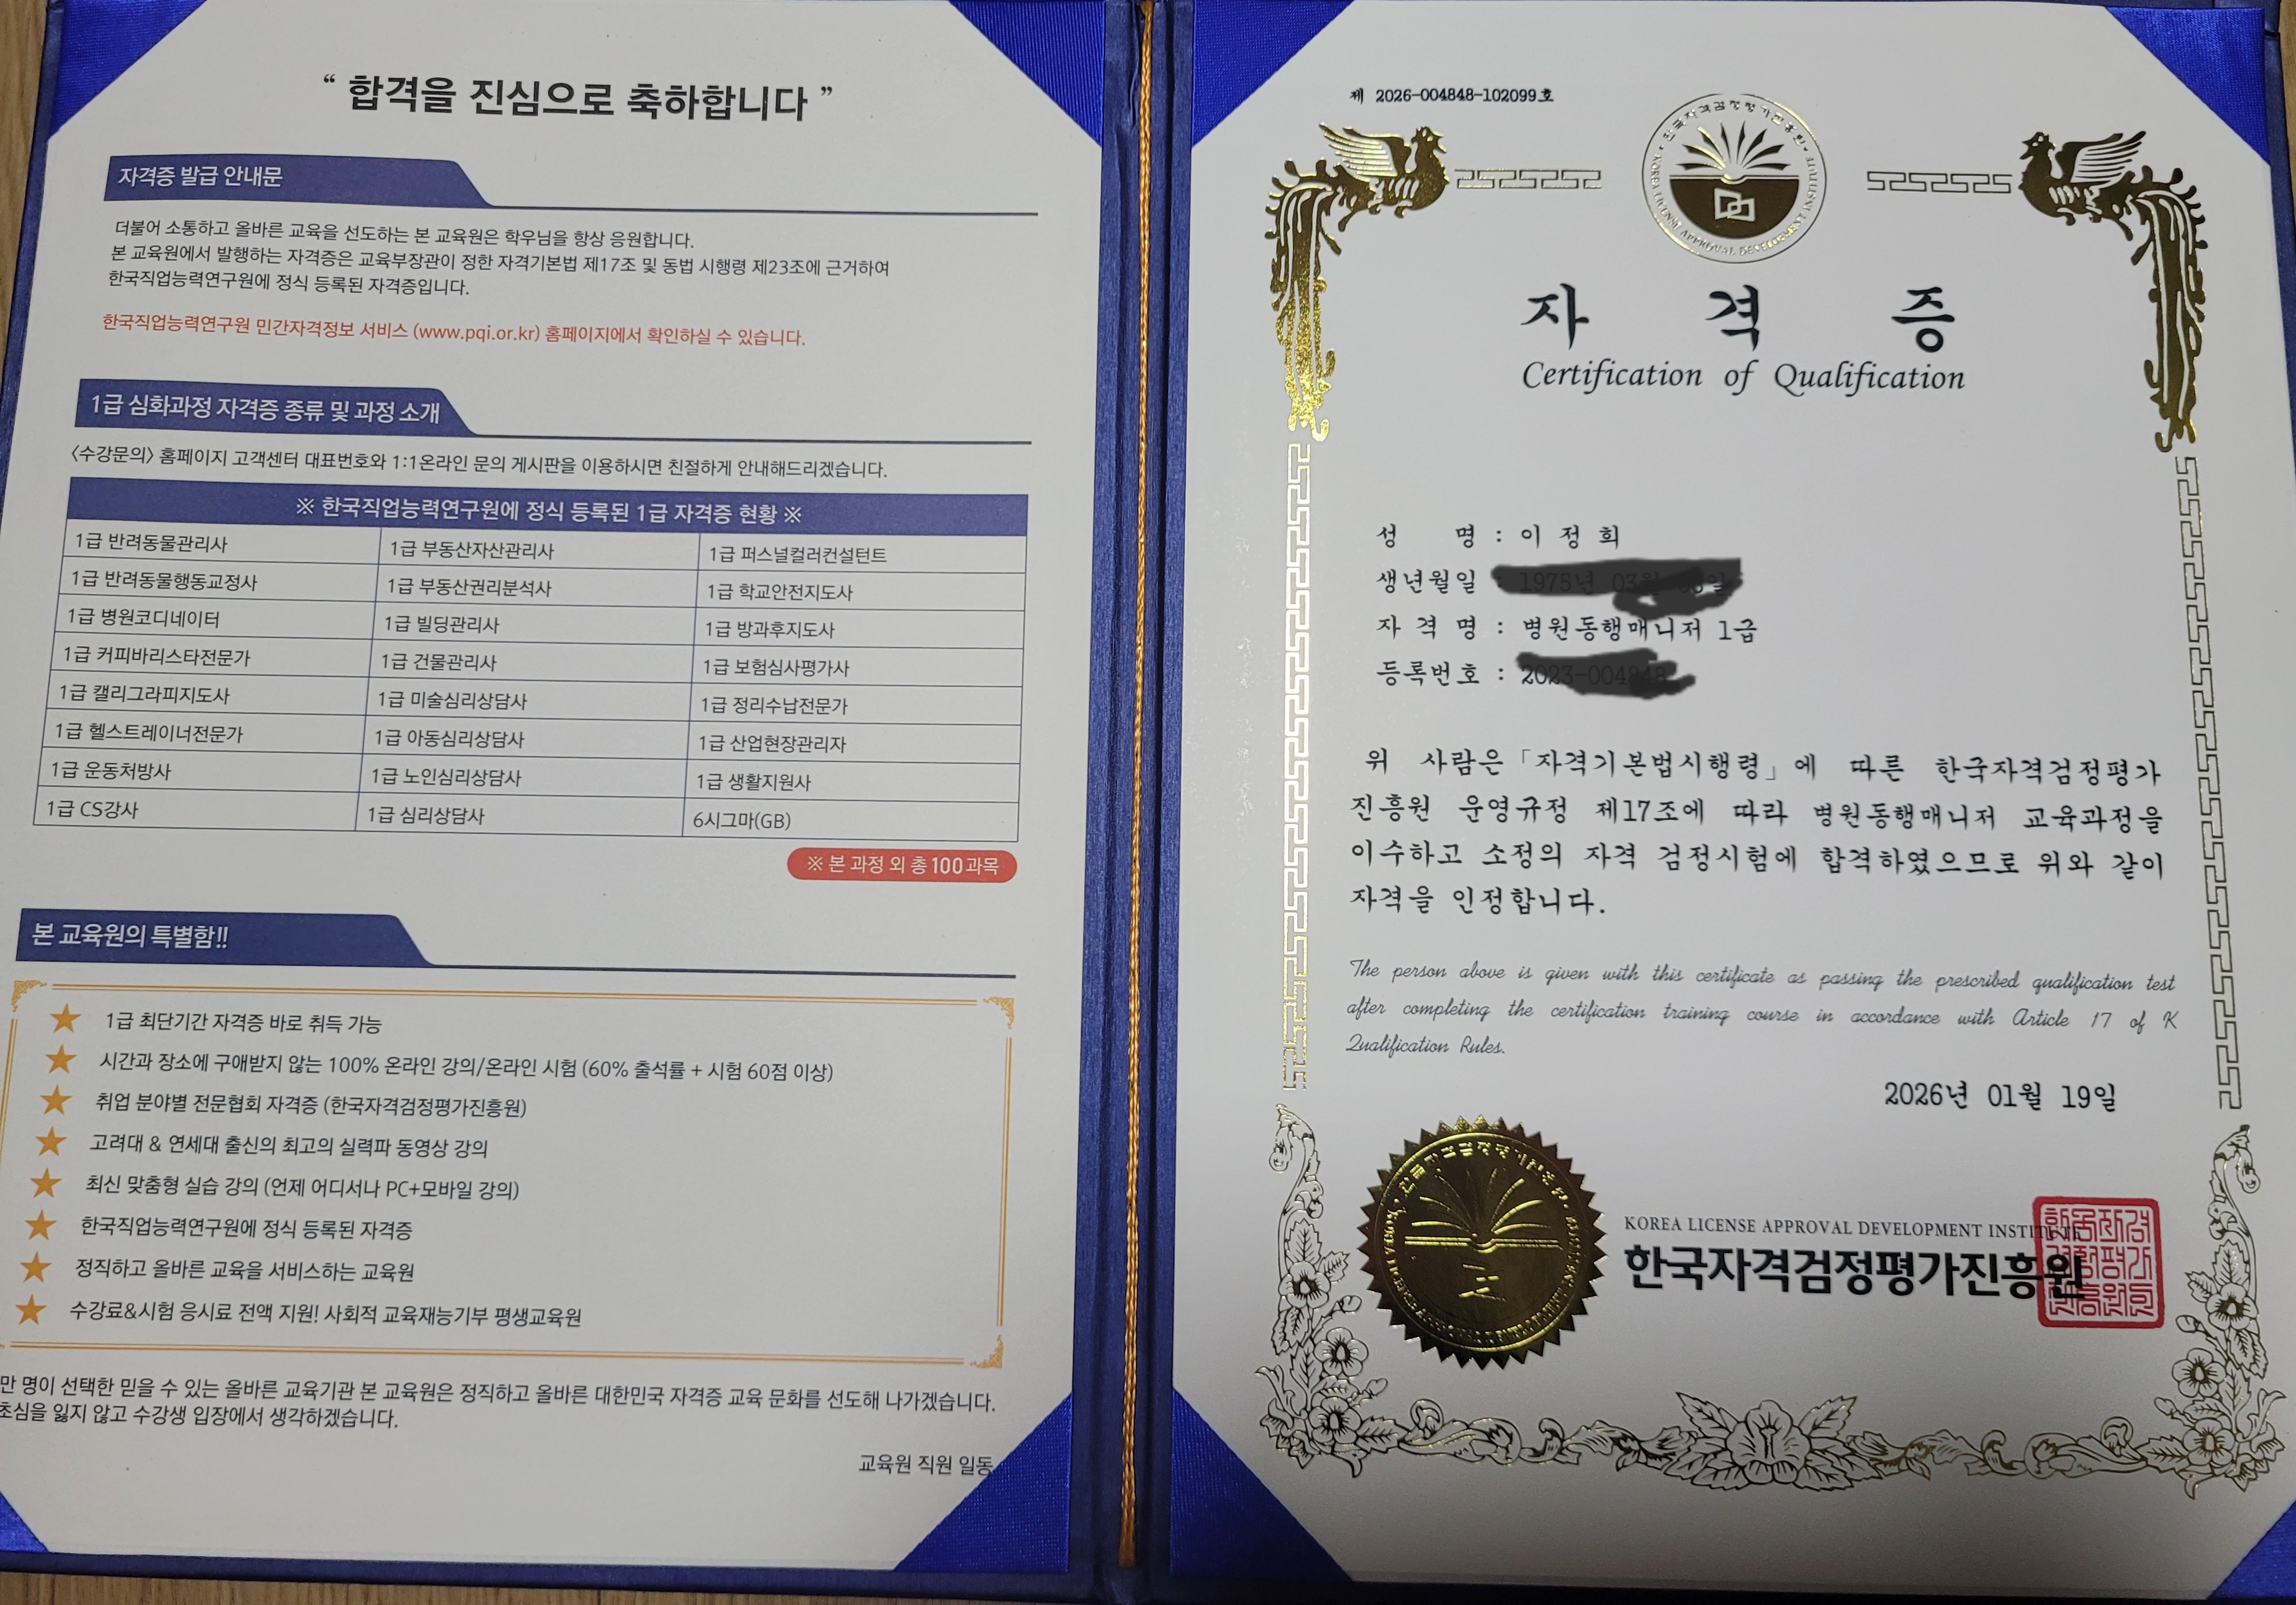 “ 합격을 진심으로 축하합니다 ”
자격증 발급 안내문
더불어 소통하고 올바른 교육을 선도하는 본 교육원은 학우님을 항상 응원합니다.
본 교육원에서 발행하는 자격증은 교육부장관이 정한 자격기본법 제17조 및 동법 시행령 제23조에 근거하여
한국직업능력연구원에 정식 등록된 자격증입니다.
한국직업능력연구원 민간자격정보 서비스 (www.pqi.or.kr) 홈페이지에서 확인하실 수 있습니다.
1급 심화과정 자격증 종류 및 과정 소개
<수강문의> 홈페이지 고객센터 대표번호와 1:1온라인 문의 게시판을 이용하시면 친절하게 안내해드리겠습니다.
※ 한국직업능력연구원에 정식 등록된 1급 자격증 현황 ※
1급 반려동물관리사 1급 부동산자산관리사 1급 퍼스널컬러컨설턴트
1급 반려동물행동교정사 1급 부동산권리분석사 1급 학교안전지도사
1급 병원코디네이터 1급 빌딩관리사 1급 방과후지도사
1급 커피바리스타전문가 1급 건물관리사 1급 보험심사평가사
1급 캘리그라피지도사 1급 미술심리상담사 1급 정리수납전문가
1급 헬스트레이너전문가 1급 아동심리상담사 1급 산업현장관리자
1급 운동처방사 1급 노인심리상담사 1급 생활지원사
1급 CS강사 1급 심리상담사 6시그마(GB)
※ 본 과정 외 총 100과목
본 교육원의 특별함!!
1급 최단기간 자격증 바로 취득 가능
시간과 장소에 구애받지 않는 100% 온라인 강의/온라인 시험 (60% 출석률 + 시험 60점 이상)
취업 분야별 전문협회 자격증 (한국자격검정평가진흥원)
고려대 & 연세대 출신의 최고의 실력파 동영상 강의
최신 맞춤형 실습 강의 (언제 어디서나 PC+모바일 강의)
한국직업능력연구원에 정식 등록된 자격증
정직하고 올바른 교육을 서비스하는 교육원
수강료&시험 응시료 전액 지원! 사회적 교육재능기부 평생교육원
만 명이 선택한 믿을 수 있는 올바른 교육기관 본 교육원은 정직하고 올바른 대한민국 자격증 교육 문화를 선도해 나가겠습니다.
초심을 잃지 않고 수강생 입장에서 생각하겠습니다.
교육원 직원 일동
제 2026-004848-102099호
한국자격검정평가진흥원
KOREA LICENSE APPROVAL DEVELOPMENT INSTITUTE
자 격 증
Certification of Qualification
성 명 : 이 정 희
생년월일
자 격 명 : 병원동행매니저 1급
등록번호 :
위 사람은 「자격기본법시행령」에 따른 한국자격검정평가
진흥원 운영규정 제17조에 따라 병원동행매니저 교육과정을
이수하고 소정의 자격 검정시험에 합격하였으므로 위와 같이
자격을 인정합니다.
The person above is given with this certificate as passing the prescribed qualification test
after completing the certification training course in accordance with Article 17 of K
Qualification Rules.
2026년 01월 19일
KOREA LICENSE APPROVAL DEVELOPMENT INSTITUTE
한국자격검정평가진흥원